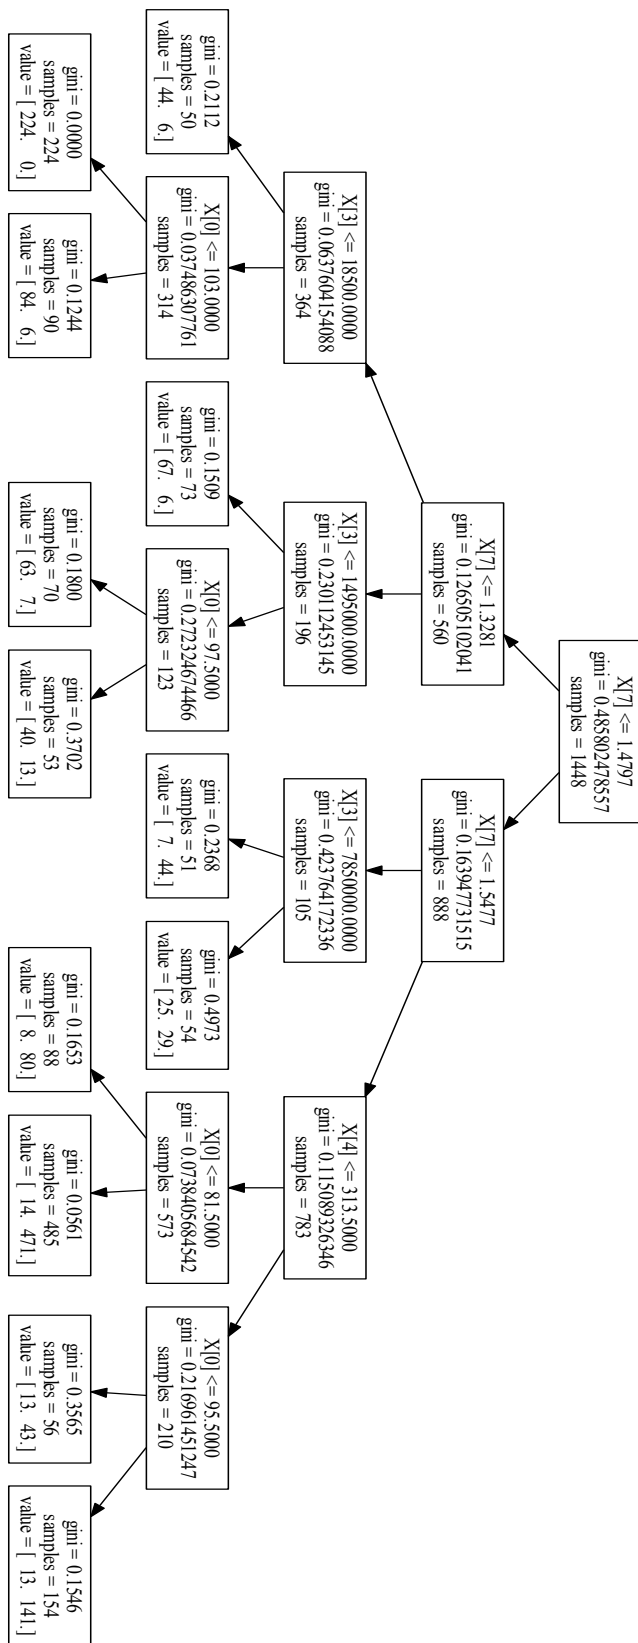 X[7] <= 1.4797
gini = 0.485802478557
samples = 1448
X[7] <= 1.3281
gini = 0.126505102041
samples = 560
X[7] <= 1.5477
gini = 0.163947731515
samples = 888
X[3] <= 18500.0000
gini = 0.0637604154088
samples = 364
X[3] <= 1495000.0000
gini = 0.230112453145
samples = 196
X[3] <= 7850000.0000
gini = 0.423764172336
samples = 105
X[4] <= 313.5000
gini = 0.115089326346
samples = 783
gini = 0.2112
samples = 50
value = [ 44. 6.]
X[0] <= 103.0000
gini = 0.037486307761
samples = 314
gini = 0.1509
samples = 73
value = [ 67. 6.]
X[0] <= 97.5000
gini = 0.272324674466
samples = 123
gini = 0.2368
samples = 51
value = [ 7. 44.]
gini = 0.4973
samples = 54
value = [ 25. 29.]
X[0] <= 81.5000
gini = 0.0738405684542
samples = 573
X[0] <= 95.5000
gini = 0.216961451247
samples = 210
gini = 0.0000
samples = 224
value = [ 224. 0.]
gini = 0.1244
samples = 90
value = [ 84. 6.]
gini = 0.1800
samples = 70
value = [ 63. 7.]
gini = 0.3702
samples = 53
value = [ 40. 13.]
gini = 0.1653
samples = 88
value = [ 8. 80.]
gini = 0.0561
samples = 485
value = [ 14. 471.]
gini = 0.3565
samples = 56
value = [ 13. 43.]
gini = 0.1546
samples = 154
value = [ 13. 141.]